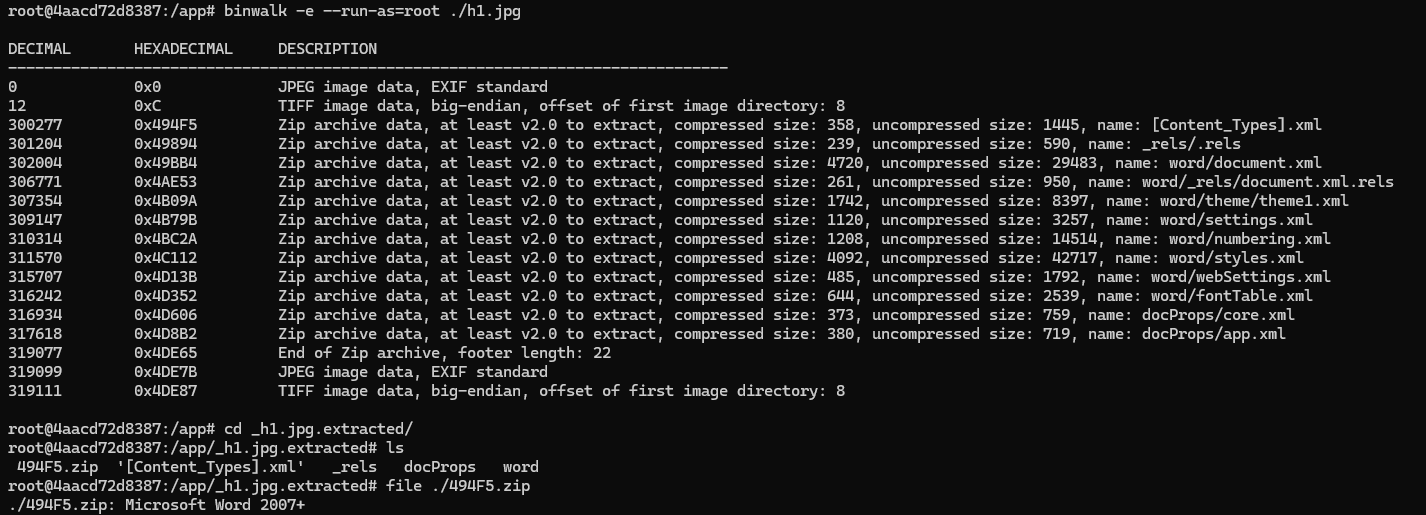 root@4aacd72d8387:/app# binwalk -e --run-as=root ./h1.jpg
DECIMAL       HEXADECIMAL     DESCRIPTION
--------------------------------------------------------------------------------
0             0x0             JPEG image data, EXIF standard
12            0xC             TIFF image data, big-endian, offset of first image directory: 8
300277        0x494F5         Zip archive data, at least v2.0 to extract, compressed size: 358, uncompressed size: 1445, name: [Content_Types].xml
301204        0x49894         Zip archive data, at least v2.0 to extract, compressed size: 239, uncompressed size: 590, name: _rels/.rels
302004        0x49BB4         Zip archive data, at least v2.0 to extract, compressed size: 4720, uncompressed size: 29483, name: word/document.xml
306771        0x4AE53         Zip archive data, at least v2.0 to extract, compressed size: 261, uncompressed size: 950, name: word/_rels/document.xml.rels
307354        0x4B09A         Zip archive data, at least v2.0 to extract, compressed size: 1742, uncompressed size: 8397, name: word/theme/theme1.xml
309147        0x4B79B         Zip archive data, at least v2.0 to extract, compressed size: 1120, uncompressed size: 3257, name: word/settings.xml
310314        0x4BC2A         Zip archive data, at least v2.0 to extract, compressed size: 1208, uncompressed size: 14514, name: word/numbering.xml
311570        0x4C112         Zip archive data, at least v2.0 to extract, compressed size: 4092, uncompressed size: 42717, name: word/styles.xml
315707        0x4D13B         Zip archive data, at least v2.0 to extract, compressed size: 485, uncompressed size: 1792, name: word/webSettings.xml
316242        0x4D352         Zip archive data, at least v2.0 to extract, compressed size: 644, uncompressed size: 2539, name: word/fontTable.xml
316934        0x4D606         Zip archive data, at least v2.0 to extract, compressed size: 373, uncompressed size: 759, name: docProps/core.xml
317618        0x4D8B2         Zip archive data, at least v2.0 to extract, compressed size: 380, uncompressed size: 719, name: docProps/app.xml
319077        0x4DE65         End of Zip archive, footer length: 22
319099        0x4DE7B         JPEG image data, EXIF standard
319111        0x4DE87         TIFF image data, big-endian, offset of first image directory: 8
root@4aacd72d8387:/app# cd _h1.jpg.extracted/
root@4aacd72d8387:/app/_h1.jpg.extracted# ls
 494F5.zip  '[Content_Types].xml'   _rels   docProps   word
root@4aacd72d8387:/app/_h1.jpg.extracted# file ./494F5.zip
./494F5.zip: Microsoft Word 2007+